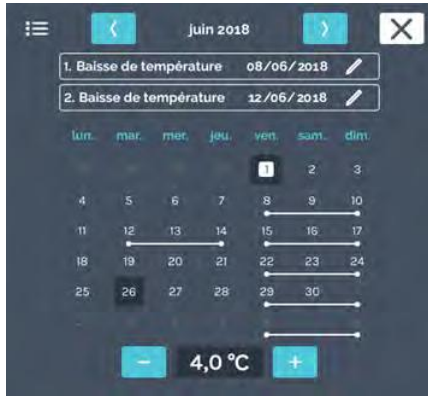 juin 2018
1. Baisse de températurе 08/06/2018
2. Baisse de température 12/06/2018
lun. mar. mer. jeu. ven. sam. dim.
1 2 3
4 5 6 7 8 9 10
11 12 13 14 15 16 17
18 19 20 21 22 23 24
25 26 27 28 29 30
- 4,0 °C +